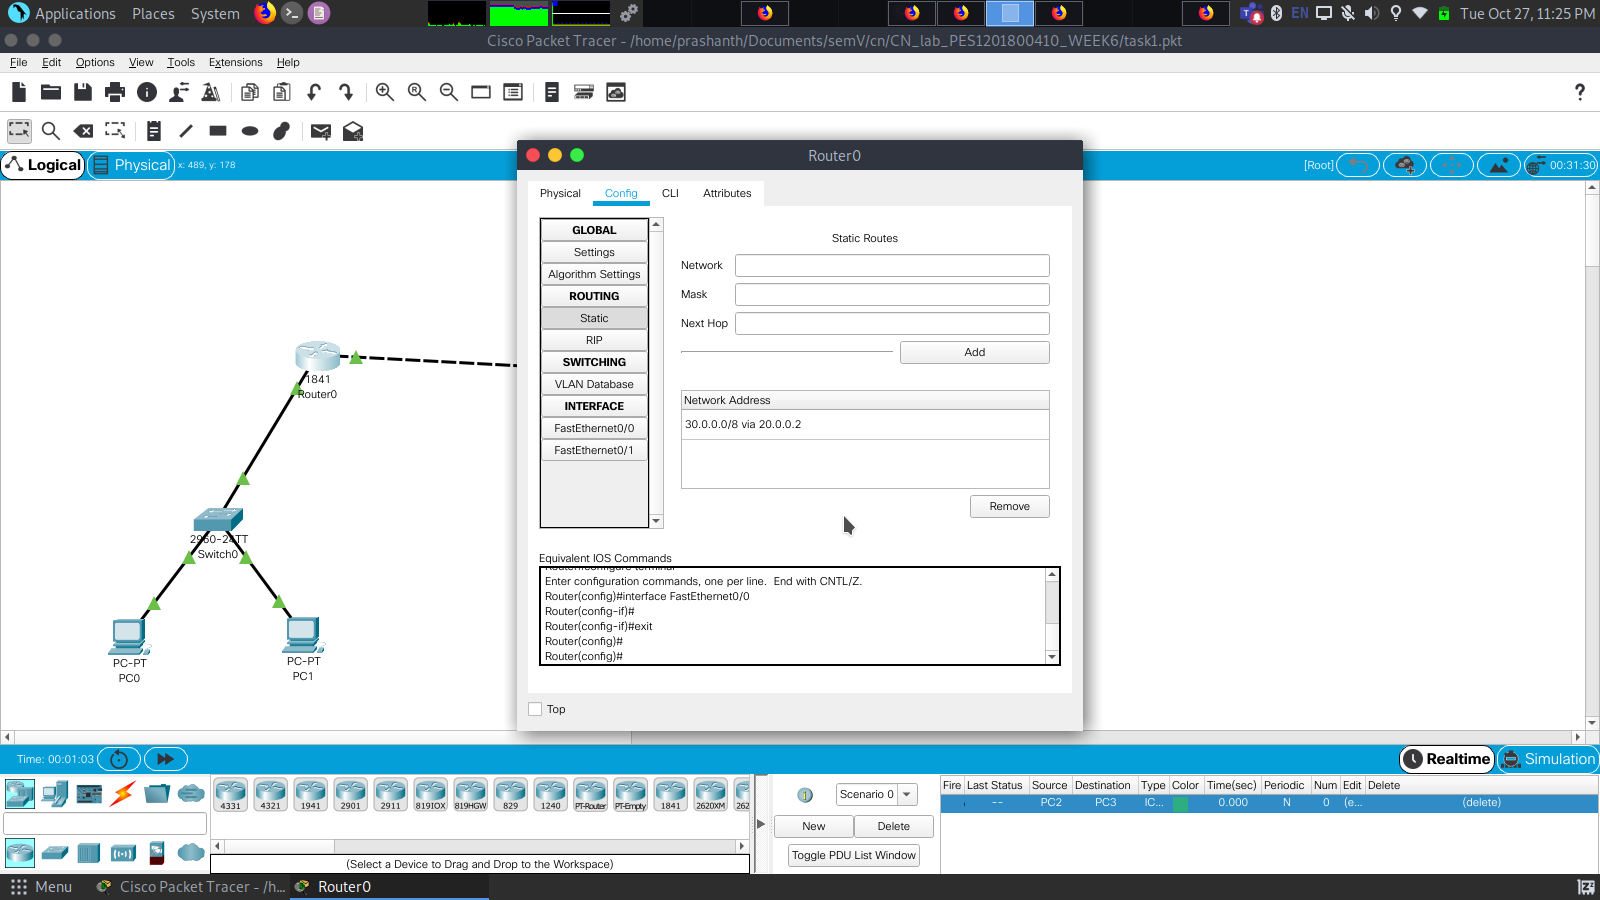 Applications Places System EN Tue Oct 27, 11:25 PM
Cisco Packet Tracer - /home/prashanth/Documents/semV/cn/CN_lab_PES1201800410_WEEK6/task1.pkt
File Edit Options View Tools Extensions Help
?
Logical Physical x: 489, y: 178 [Root] 00:31:30
Router0
Physical Config CLI Attributes
GLOBAL
Settings
Algorithm Settings
ROUTING
Static
RIP
SWITCHING
VLAN Database
INTERFACE
FastEthernet0/0
FastEthernet0/1
Static Routes
Network
Mask
Next Hop
Add
Network Address
30.0.0.0/8 via 20.0.0.2
Remove
Equivalent IOS Commands
Router#configure terminal
Enter configuration commands, one per line. End with CNTL/Z.
Router(config)#interface FastEthernet0/0
Router(config-if)#
Router(config-if)#exit
Router(config)#
Router(config)#
Top
1841
Router0
2960-24TT
Switch0
PC-PT
PC0
PC-PT
PC1
Time: 00:01:03 Realtime Simulation
4331 4321 1941 2901 2911 819IOX 819HGW 829 1240 PT-Router PT-Empty 1841 2620XM 262
(Select a Device to Drag and Drop to the Workspace)
Scenario 0
New Delete
Toggle PDU List Window
Fire Last Status Source Destination Type Color Time(sec) Periodic Num Edit Delete
-- PC2 PC3 IC... 0.000 N 0 (e... (delete)
Menu Cisco Packet Tracer - /h... Router0